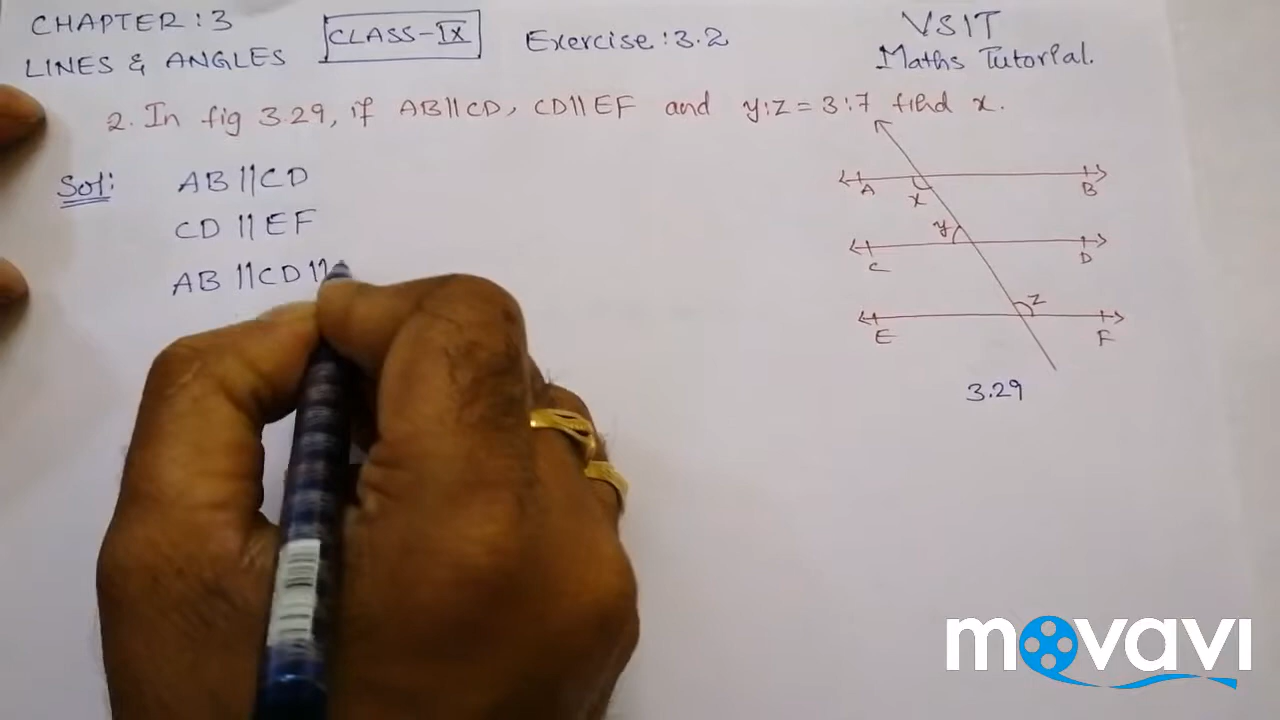 CHAPTER : 3
LINES & ANGLES
CLASS-IX
Exercise : 3.2
VSIT
Maths Tutorial.
2. In fig 3.29, if AB||CD, CD||EF and y:z = 3:7 find x.
Sol:
AB||CD
CD||EF
AB||CD||
A
B
x
y
C
D
z
E
F
3.29
movavi